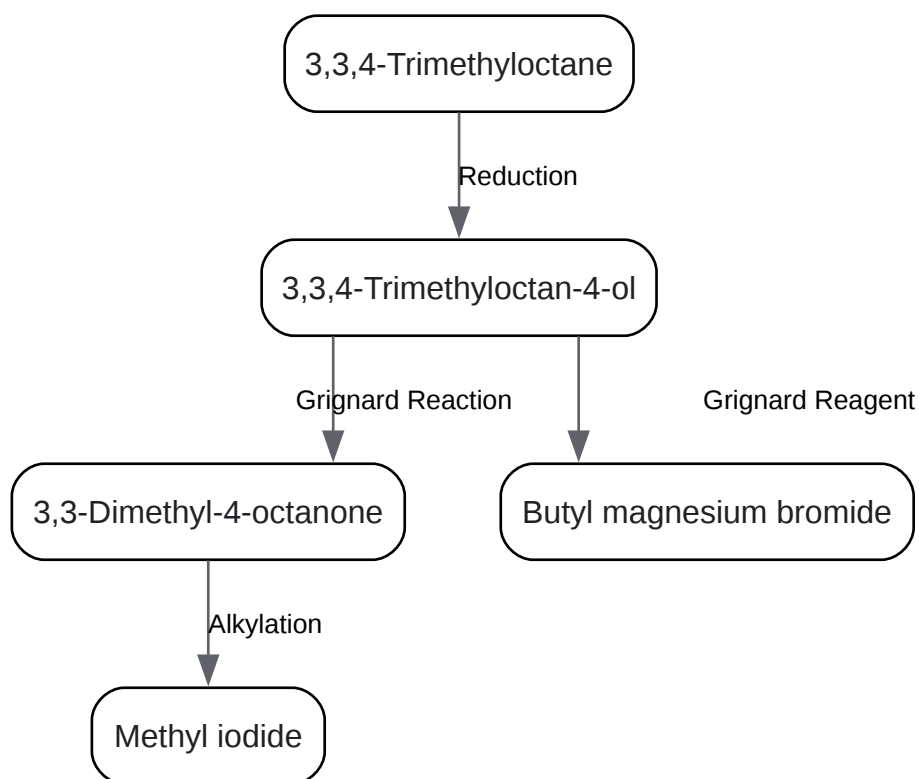 3,3,4-Trimethyloctane
Reduction
3,3,4-Trimethyloctan-4-ol
Grignard Reaction
Grignard Reagent
3,3-Dimethyl-4-octanone
Butyl magnesium bromide
Alkylation
Methyl iodide